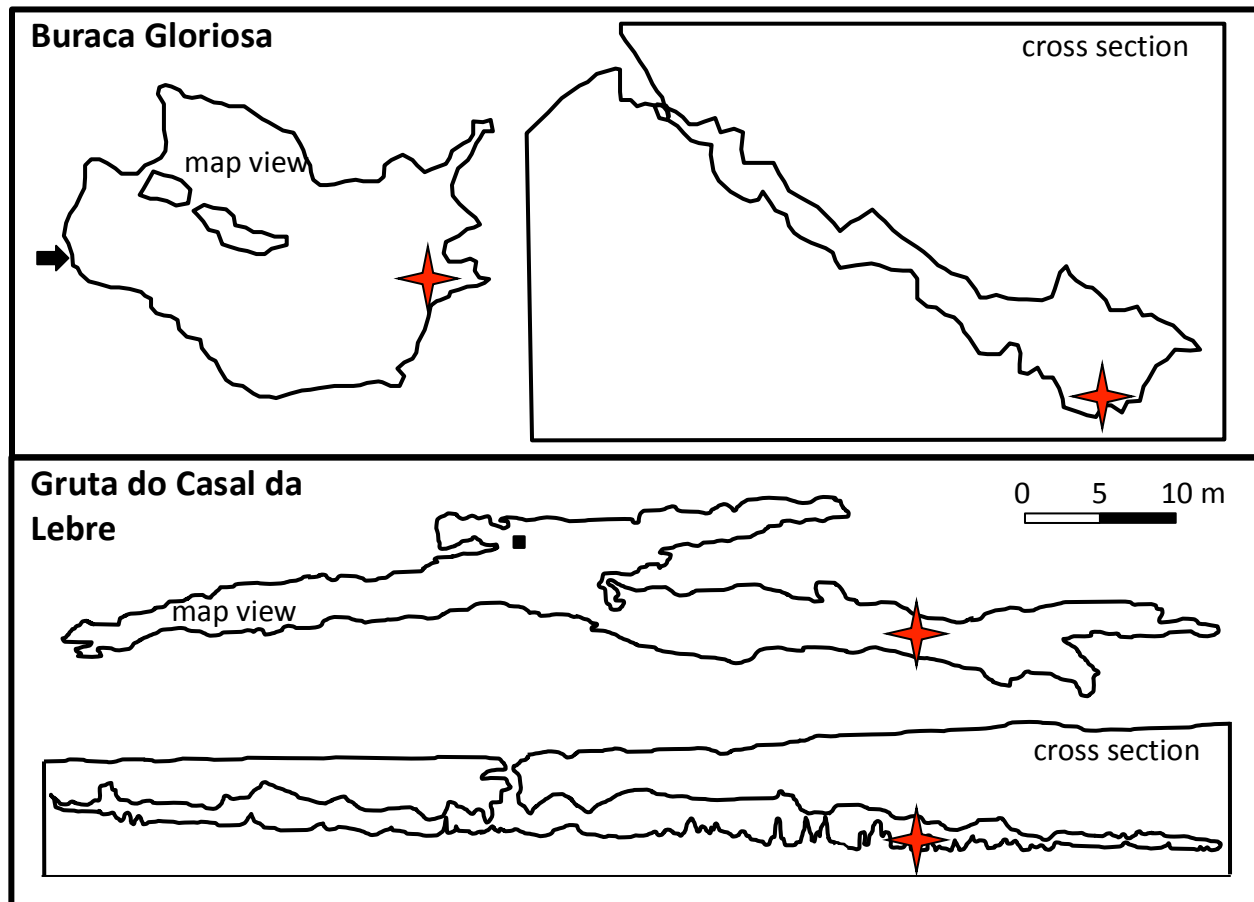 Buraca Gloriosa
cross section
map view
Gruta do Casal da
Lebre
0 5 10 m
map view
cross section